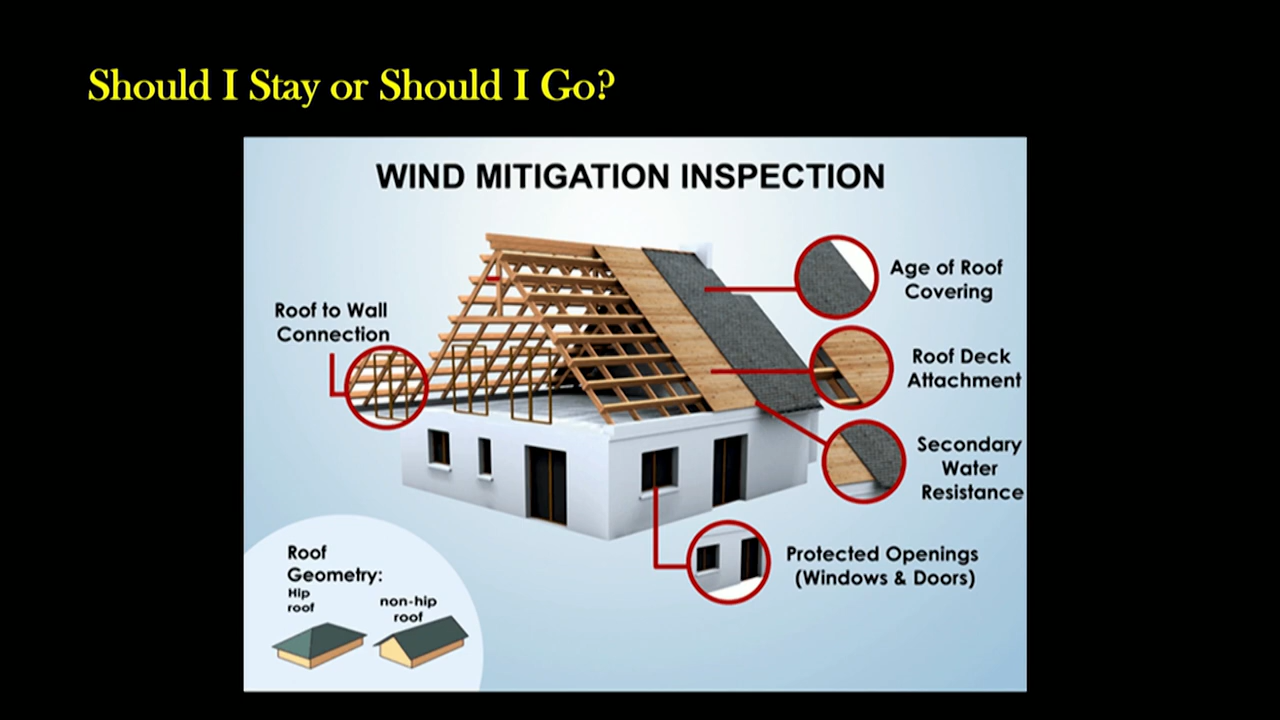 Should I Stay or Should I Go?
WIND MITIGATION INSPECTION
Roof to Wall
Connection
Age of Roof
Covering
Roof Deck
Attachment
Secondary
Water
Resistance
Protected Openings
(Windows & Doors)
Roof
Geometry:
Hip
roof
non-hip
roof